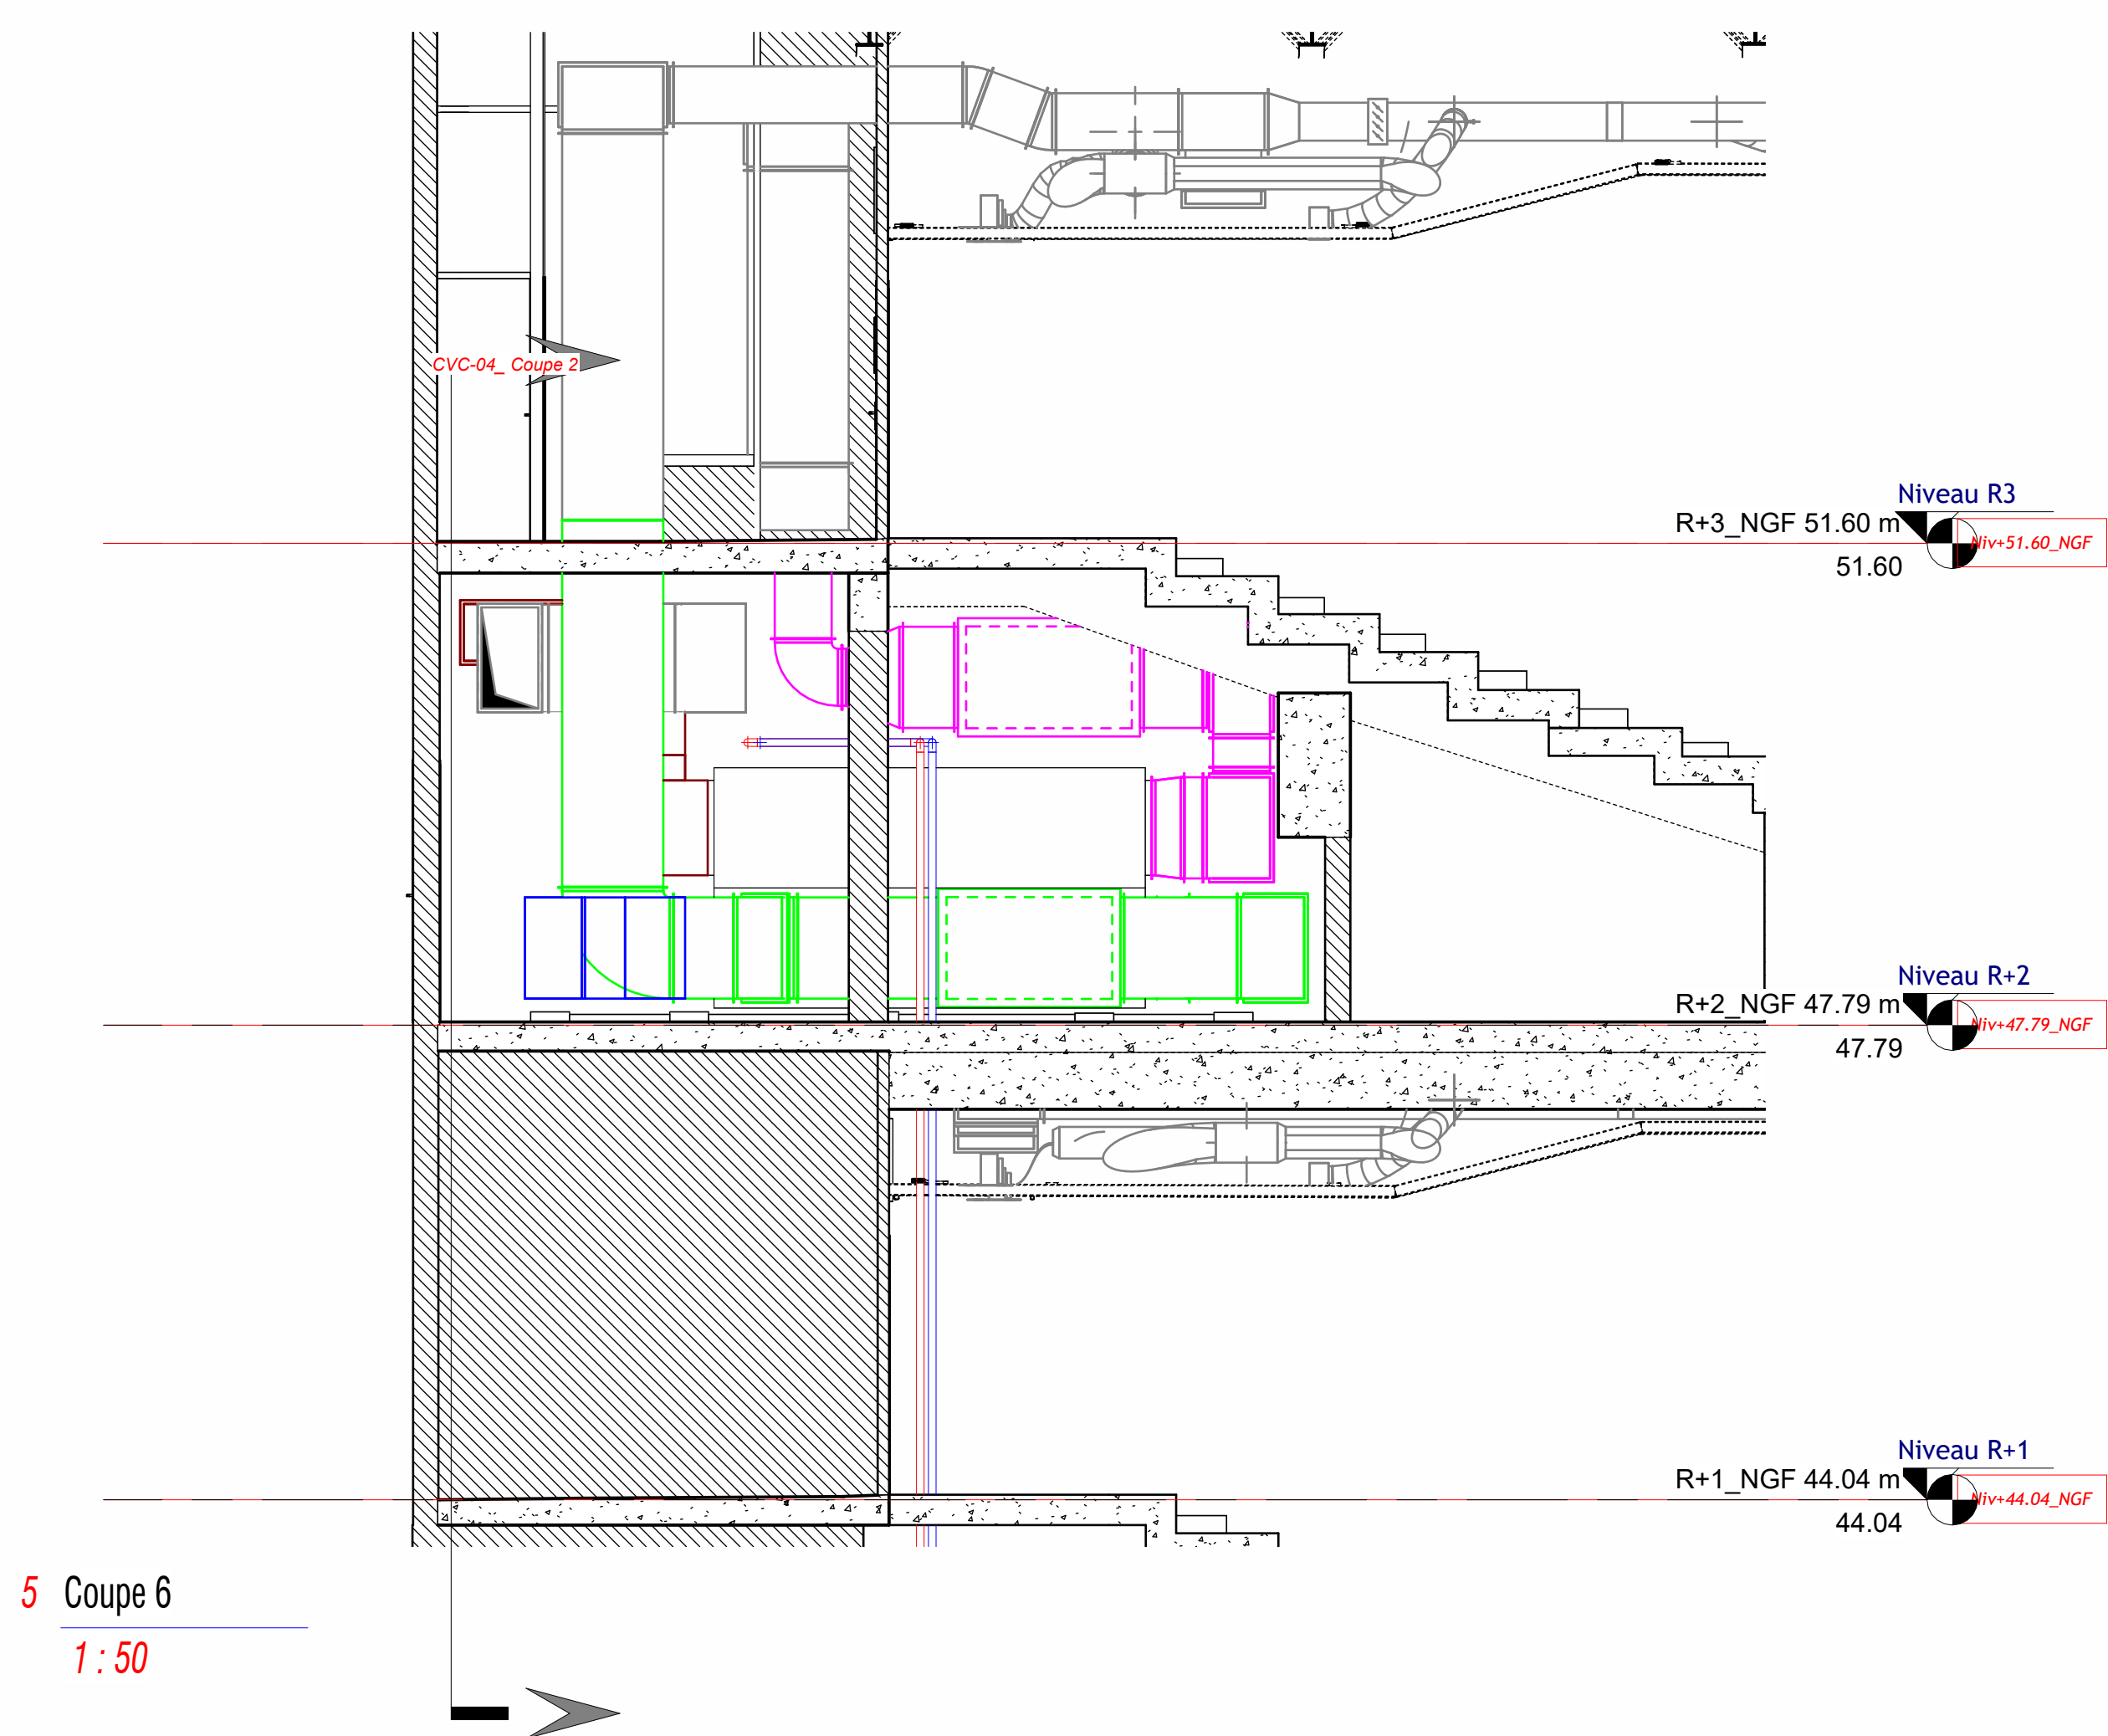 CVC-04_ Coupe 2
Niveau R3
R+3_NGF 51.60 m
Niv+51.60_NGF
51.60
Niveau R+2
R+2_NGF 47.79 m
Niv+47.79_NGF
47.79
Niveau R+1
R+1_NGF 44.04 m
Niv+44.04_NGF
44.04
5 Coupe 6
1 : 50